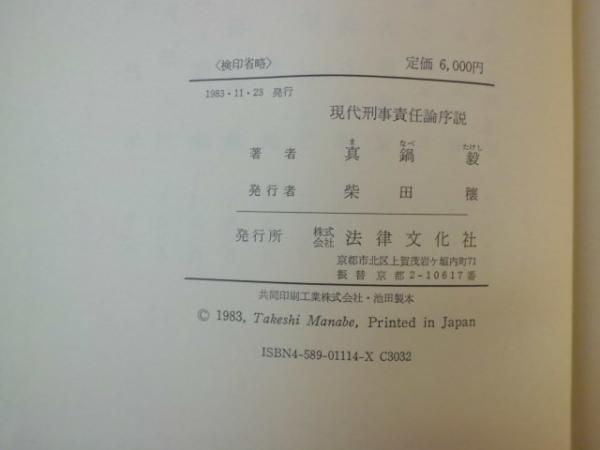 〈検印省略〉 定価 6,000円
1983・11・23 発行
現代刑事責任論序説
著者 真鍋毅
まなべたけし
発行者 柴田穣
発行所 株式会社 法律文化社
京都市北区上賀茂岩ケ垣内町71
振替 京都 2-10617番
共同印刷工業株式会社・池田製本
© 1983, Takeshi Manabe, Printed in Japan
ISBN4-589-01114-X C3032